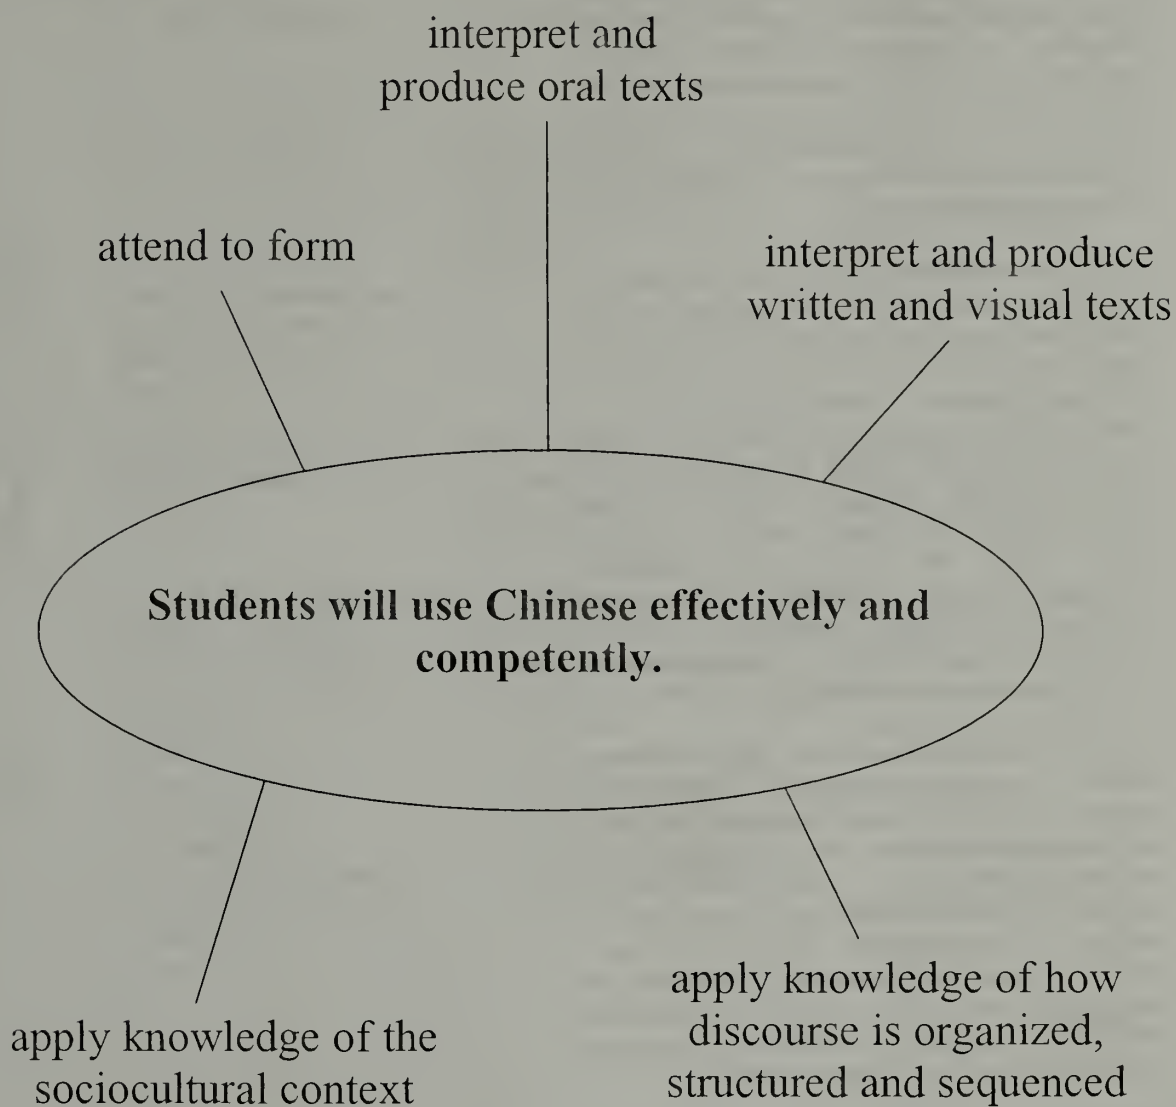 interpret and
produce oral texts
attend to form
interpret and produce
written and visual texts
Students will use Chinese effectively and
competently.
apply knowledge of the
sociocultural context
apply knowledge of how
discourse is organized,
structured and sequenced